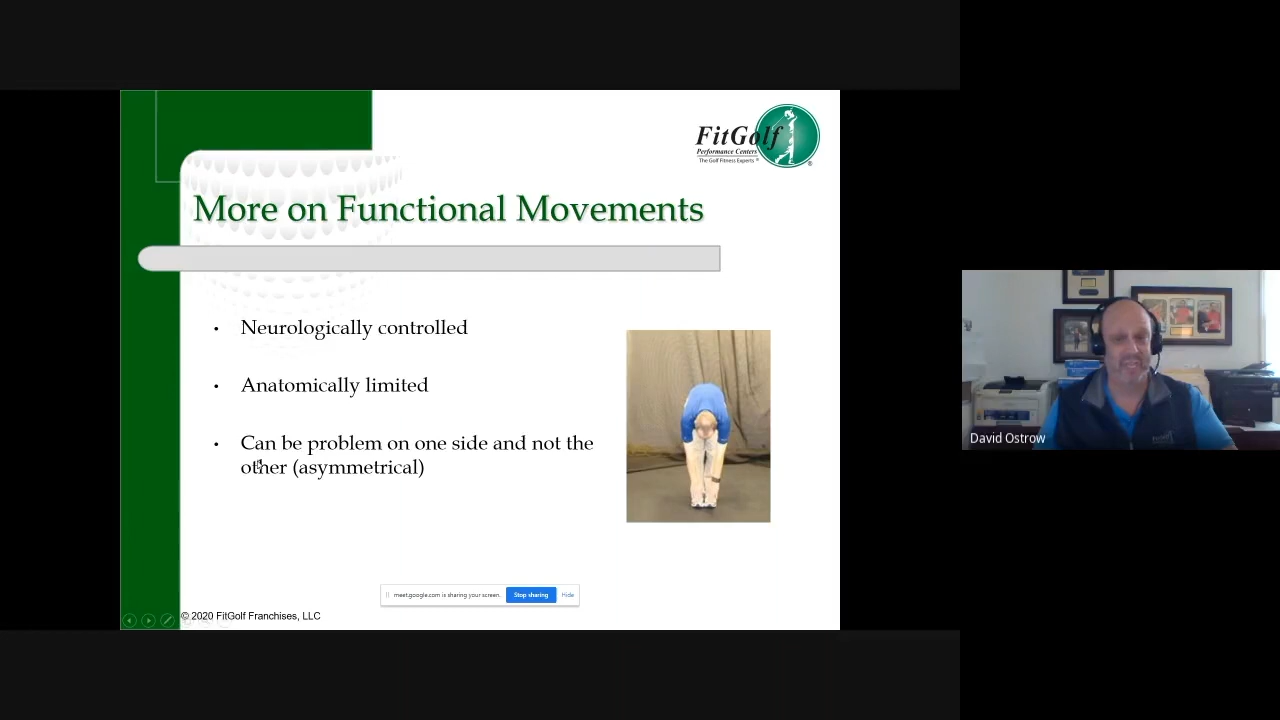 FitGolf
Performance Centers
The Golf Fitness Experts ®
®
More on Functional Movements
• Neurologically controlled
• Anatomically limited
• Can be problem on one side and not the
other (asymmetrical)
David Ostrow
meet.google.com is sharing your screen.
Stop sharing
Hide
© 2020 FitGolf Franchises, LLC